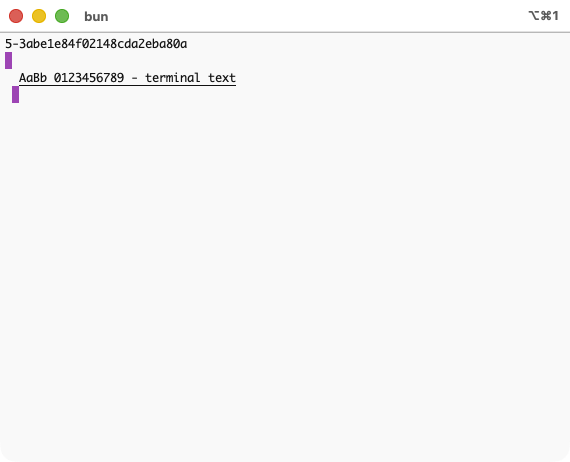 bun ⌥⌘1
5-3abe1e84f02148cda2eba80a
AaBb 0123456789 - terminal text